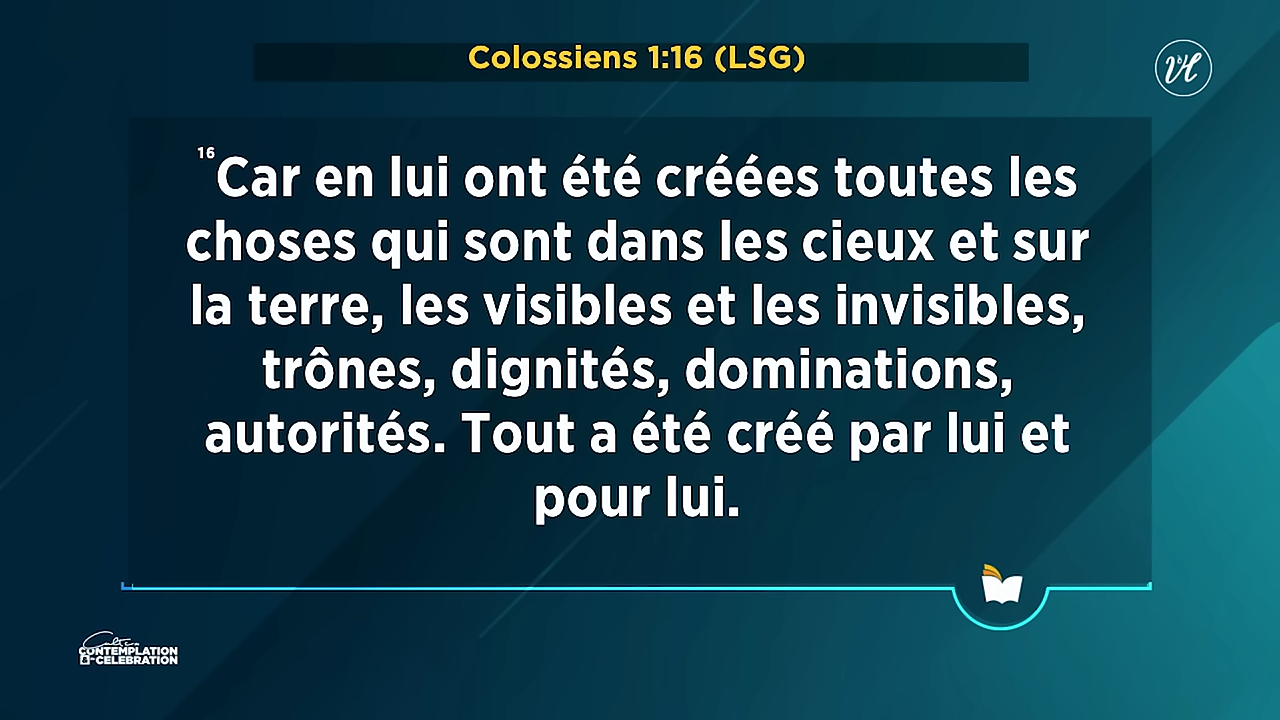 Colossiens 1:16 (LSG)
16Car en lui ont été créées toutes les
choses qui sont dans les cieux et sur
la terre, les visibles et les invisibles,
trônes, dignités, dominations,
autorités. Tout a été créé par lui et
pour lui.
CONTEMPLATION
CELEBRATION